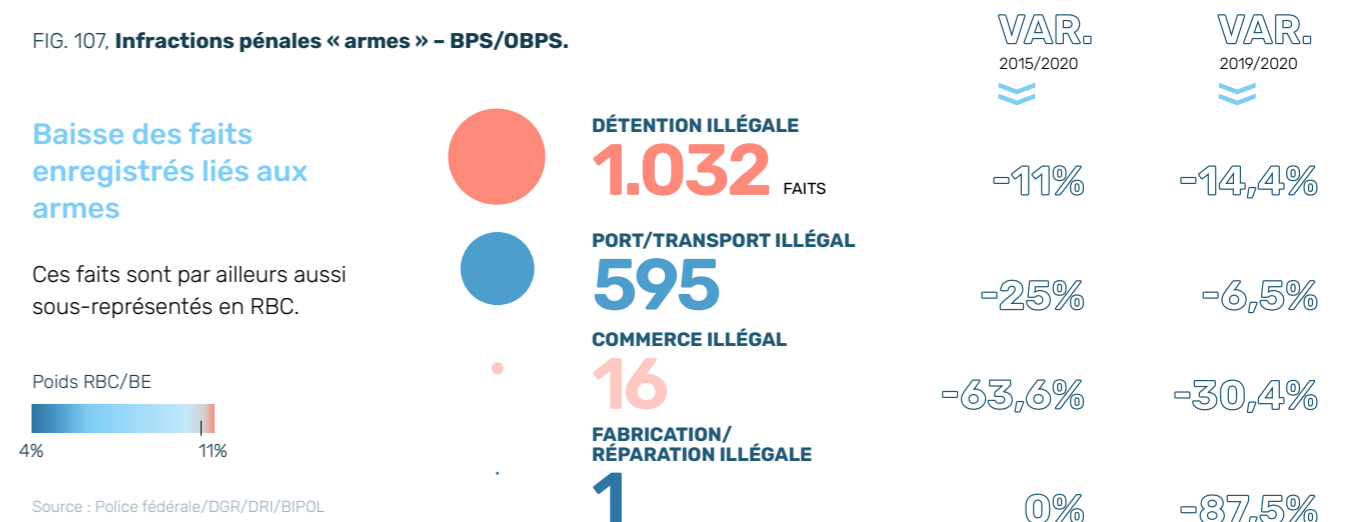 FIG. 107, Infractions pénales « armes » – BPS/OBPS.
VAR.
2015/2020
VAR.
2019/2020
Baisse des faits
enregistrés liés aux
armes
Ces faits sont par ailleurs aussi
sous-représentés en RBC.
Poids RBC/BE
4% 11%
Source : Police fédérale/DGR/DRI/BIPOL
DÉTENTION ILLÉGALE
1.032 FAITS
-11% -14,4%
PORT/TRANSPORT ILLÉGAL
595
-25% -6,5%
COMMERCE ILLÉGAL
16
-63,6% -30,4%
FABRICATION/
RÉPARATION ILLÉGALE
1
0% -87,5%